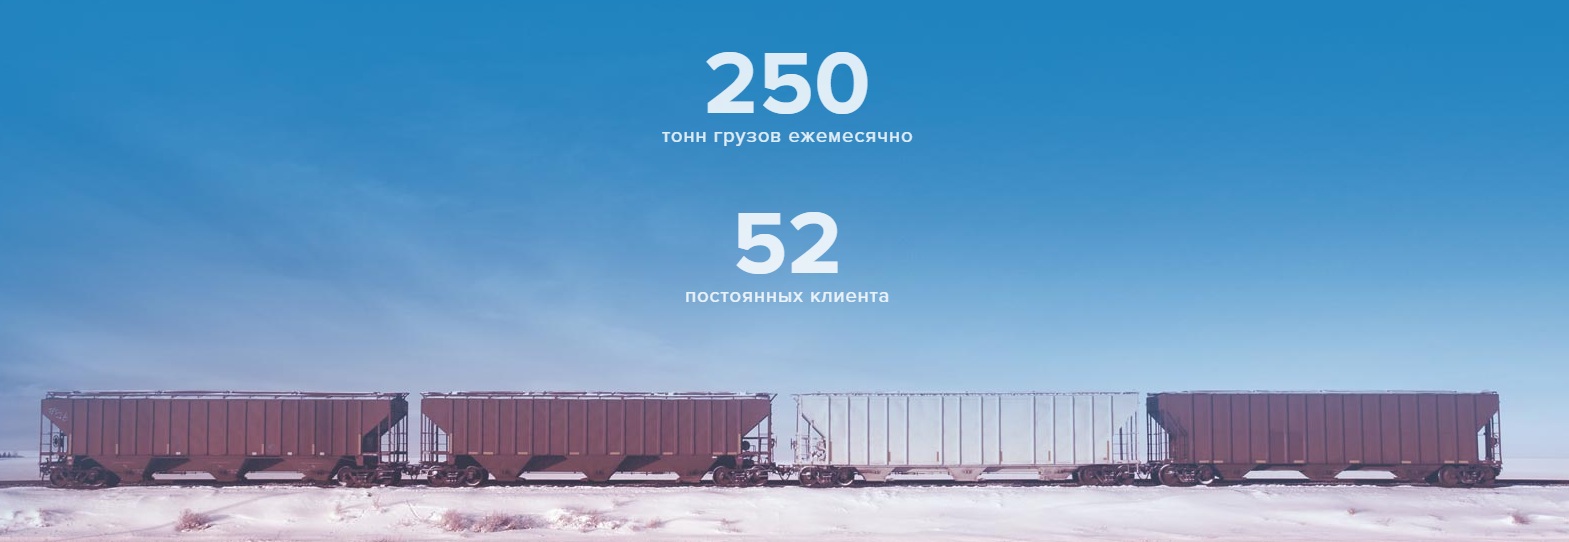 250
тонн грузов ежемесячно
52
постоянных клиента